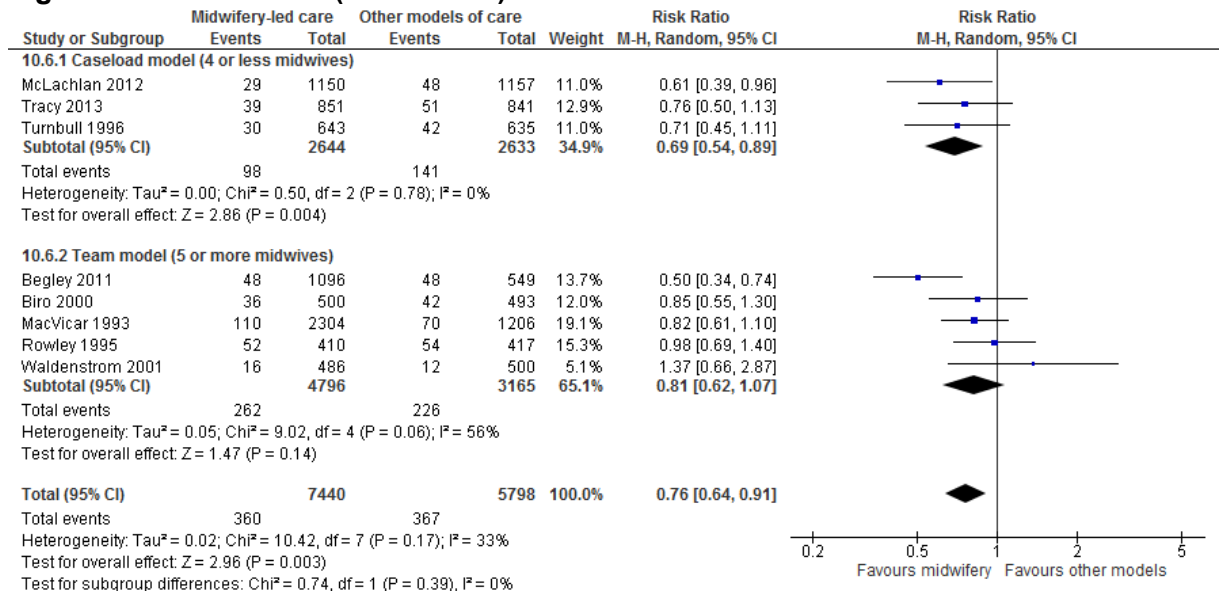 Midwifery-led care Other models of care Risk Ratio Risk Ratio
Study or Subgroup Events Total Events Total Weight M-H, Random, 95% CI M-H, Random, 95% CI
10.6.1 Caseload model (4 or less midwives)
McLachlan 2012 29 1150 48 1157 11.0% 0.61 [0.39, 0.96]
Tracy 2013 39 851 51 841 12.9% 0.76 [0.50, 1.13]
Turnbull 1996 30 643 42 635 11.0% 0.71 [0.45, 1.11]
Subtotal (95% CI) 2644 2633 34.9% 0.69 [0.54, 0.89]
Total events 98 141
Heterogeneity: Tau² = 0.00; Chi² = 0.50, df = 2 (P = 0.78); I² = 0%
Test for overall effect: Z = 2.86 (P = 0.004)
10.6.2 Team model (5 or more midwives)
Begley 2011 48 1096 48 549 13.7% 0.50 [0.34, 0.74]
Biro 2000 36 500 42 493 12.0% 0.85 [0.55, 1.30]
MacVicar 1993 110 2304 70 1206 19.1% 0.82 [0.61, 1.10]
Rowley 1995 52 410 54 417 15.3% 0.98 [0.69, 1.40]
Waldenstrom 2001 16 486 12 500 5.1% 1.37 [0.66, 2.87]
Subtotal (95% CI) 4796 3165 65.1% 0.81 [0.62, 1.07]
Total events 262 226
Heterogeneity: Tau² = 0.05; Chi² = 9.02, df = 4 (P = 0.06); I² = 56%
Test for overall effect: Z = 1.47 (P = 0.14)
Total (95% CI) 7440 5798 100.0% 0.76 [0.64, 0.91]
Total events 360 367
Heterogeneity: Tau² = 0.02; Chi² = 10.42, df = 7 (P = 0.17); I² = 33%
Test for overall effect: Z = 2.96 (P = 0.003)
Test for subgroup differences: Chi² = 0.74, df = 1 (P = 0.39), I² = 0%
0.2 0.5 1 2 5
Favours midwifery Favours other models